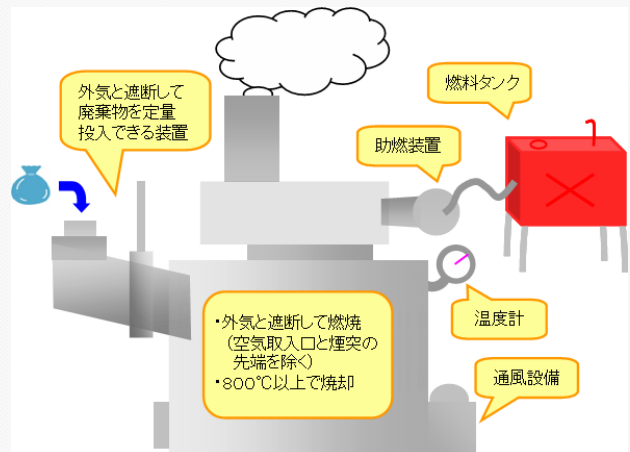 外気と遮断して
廃棄物を定量
投入できる装置
燃料タンク
助燃装置
・外気と遮断して燃焼
（空気取入口と煙突の
先端を除く）
・800℃以上で焼却
温度計
通風設備